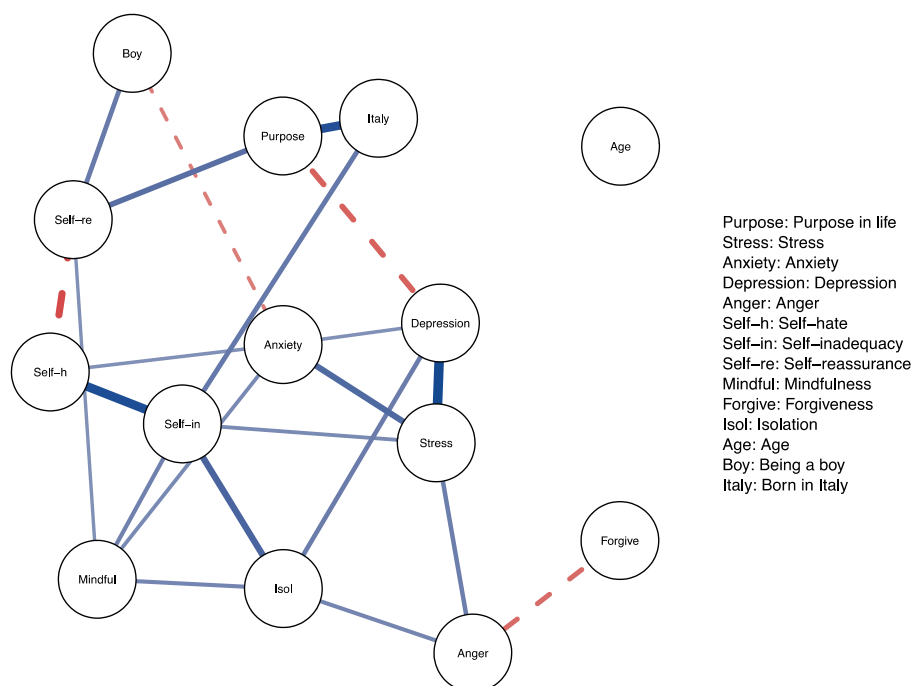 Boy
Italy
Purpose
Age
Self−re
Depression
Anxiety
Self−h
Self−in
Stress
Forgive
Mindful
Isol
Anger
Purpose: Purpose in life
Stress: Stress
Anxiety: Anxiety
Depression: Depression
Anger: Anger
Self−h: Self−hate
Self−in: Self−inadequacy
Self−re: Self−reassurance
Mindful: Mindfulness
Forgive: Forgiveness
Isol: Isolation
Age: Age
Boy: Being a boy
Italy: Born in Italy